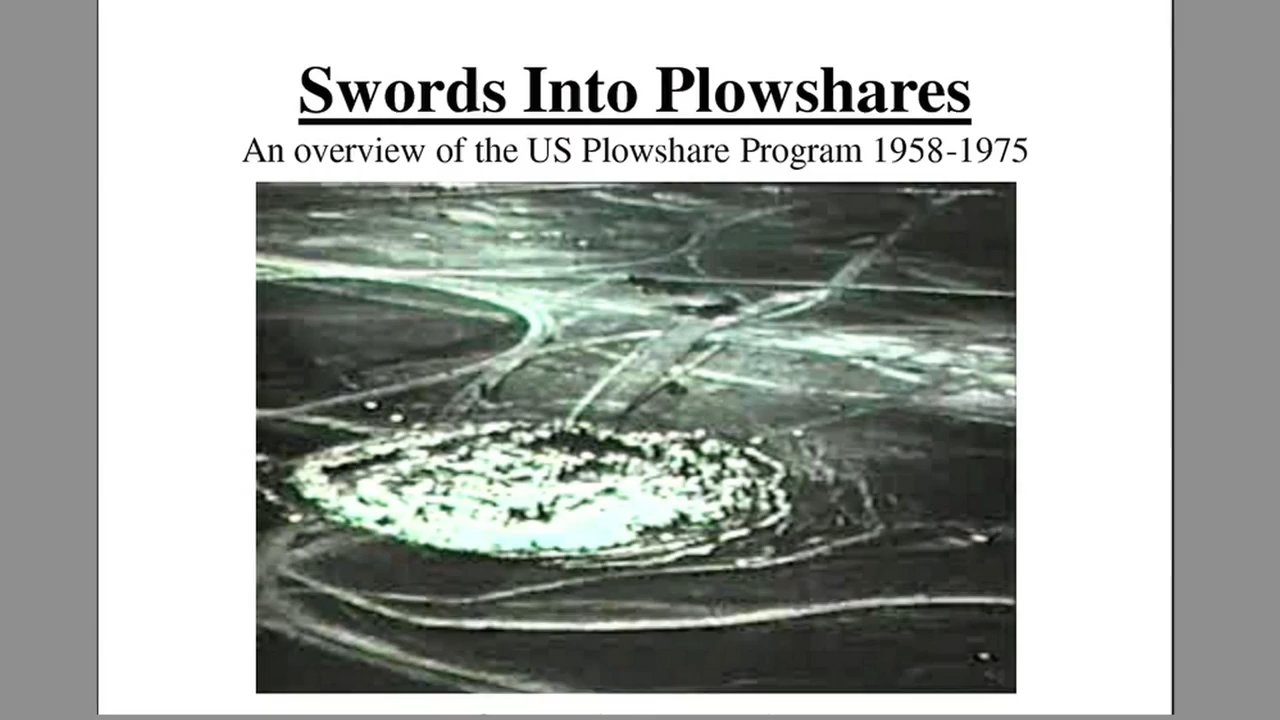 Swords Into Plowshares
An overview of the US Plowshare Program 1958-1975